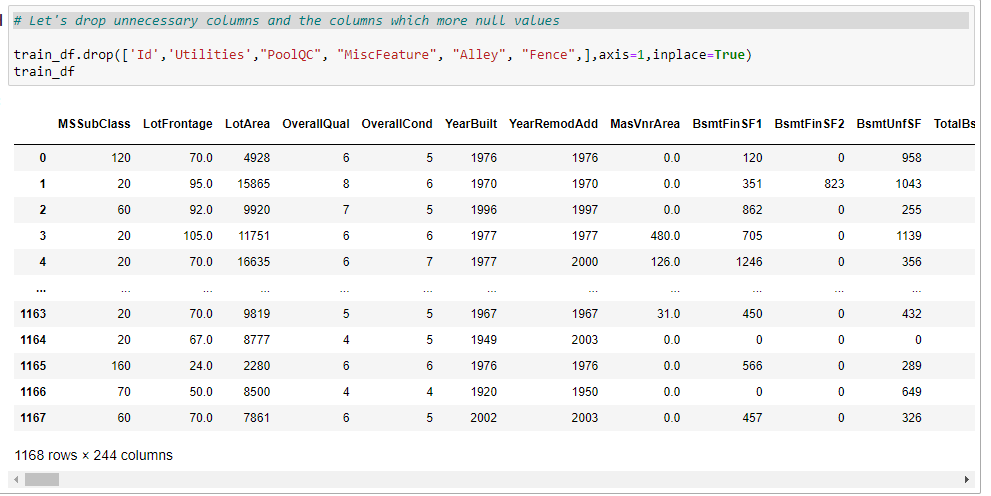 # Let's drop unnecessary columns and the columns which more null values
train_df.drop(['Id','Utilities',"PoolQC", "MiscFeature", "Alley", "Fence",],axis=1,inplace=True)
train_df
MSSubClass LotFrontage LotArea OverallQual OverallCond YearBuilt YearRemodAdd MasVnrArea BsmtFinSF1 BsmtFinSF2 BsmtUnfSF TotalBs
0 120 70.0 4928 6 5 1976 1976 0.0 120 0 958
1 20 95.0 15865 8 6 1970 1970 0.0 351 823 1043
2 60 92.0 9920 7 5 1996 1997 0.0 862 0 255
3 20 105.0 11751 6 6 1977 1977 480.0 705 0 1139
4 20 70.0 16635 6 7 1977 2000 126.0 1246 0 356
... ... ... ... ... ... ... ... ... ... ... ...
1163 20 70.0 9819 5 5 1967 1967 31.0 450 0 432
1164 20 67.0 8777 4 5 1949 2003 0.0 0 0 0
1165 160 24.0 2280 6 6 1976 1976 0.0 566 0 289
1166 70 50.0 8500 4 4 1920 1950 0.0 0 0 649
1167 60 70.0 7861 6 5 2002 2003 0.0 457 0 326
1168 rows × 244 columns